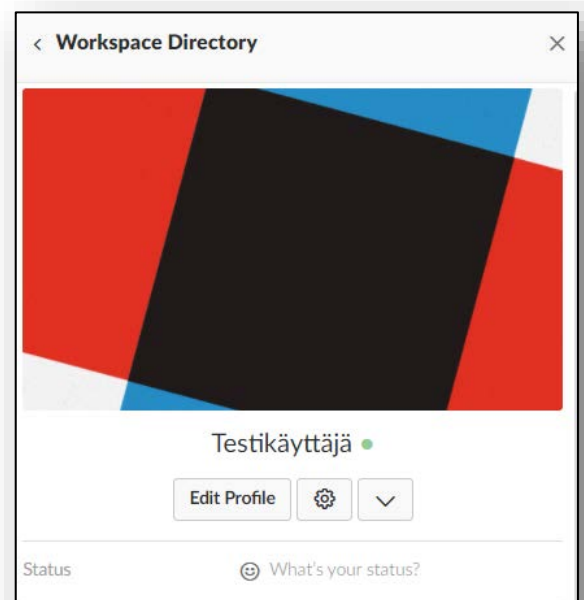 Workspace Directory
Testikäyttäjä
Edit Profile
Status What's your status?